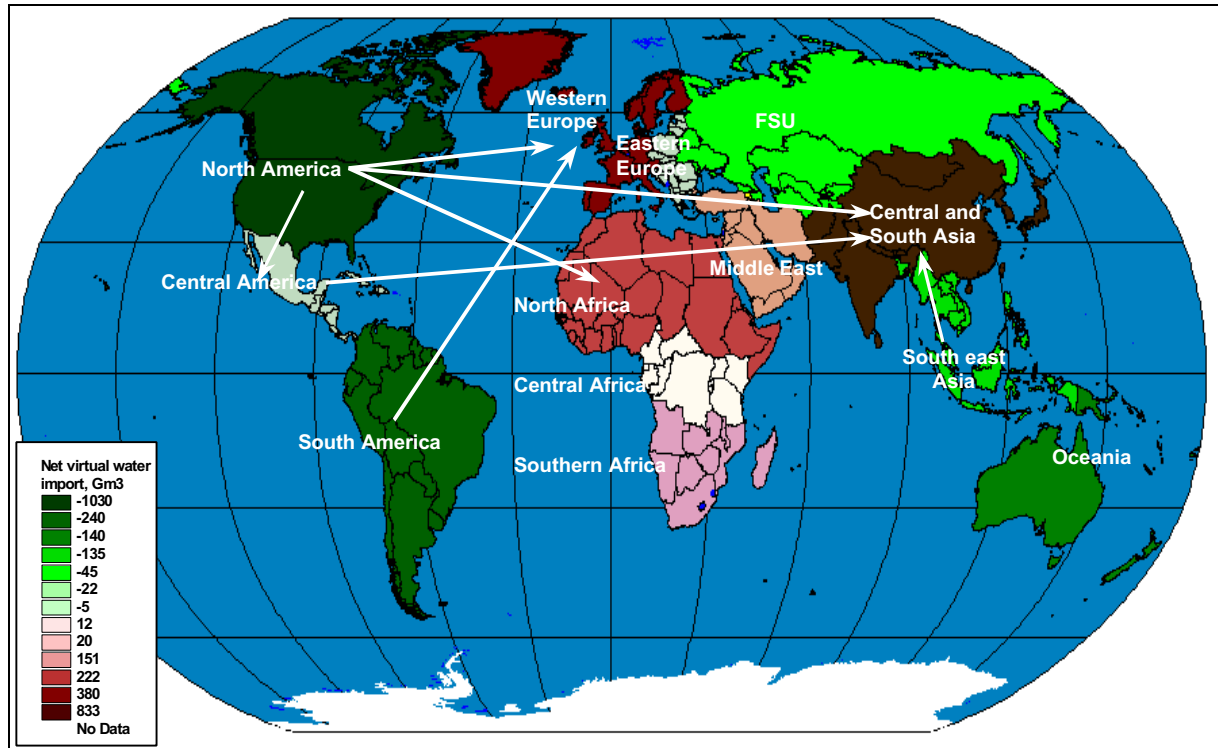 Western
Europe
FSU
Eastern
Europe
North America
Central and
South Asia
Middle East
Central America
North Africa
South east
Asia
Central Africa
South America
Southern Africa
Oceania
Net virtual water
import, Gm3
-1030
-240
-140
-135
-45
-22
-5
12
20
151
222
380
833
No Data